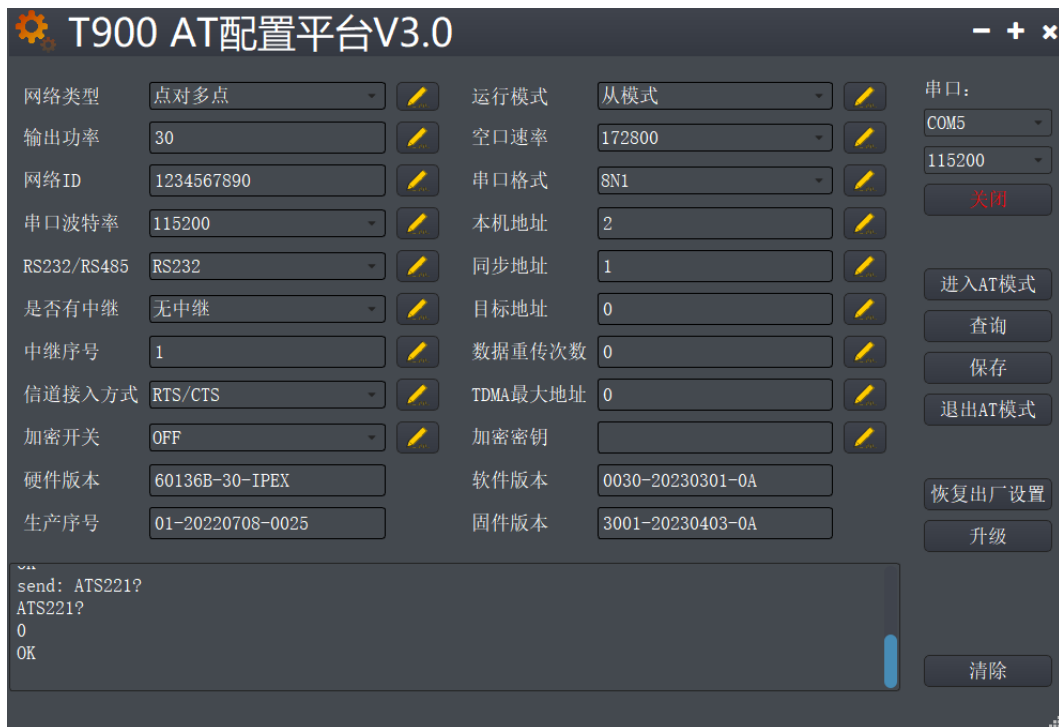 T900 AT配置平台V3.0
网络类型 点对多点 运行模式 从模式
串口:
输出功率 30 空口速率 172800
COM5
网络ID 1234567890 串口格式 8N1
115200
串口波特率 115200 本机地址 2
关闭
RS232/RS485 RS232 同步地址 1
进入AT模式
是否有中继 无中继 目标地址 0
查询
中继序号 1 数据重传次数 0
保存
信道接入方式 RTS/CTS TDMA最大地址 0
退出AT模式
加密开关 OFF 加密密钥
硬件版本 60136B-30-IPEX 软件版本 0030-20230301-0A
恢复出厂设置
生产序号 01-20220708-0025 固件版本 3001-20230403-0A
升级
OK
send: ATS221?
ATS221?
0
OK
清除